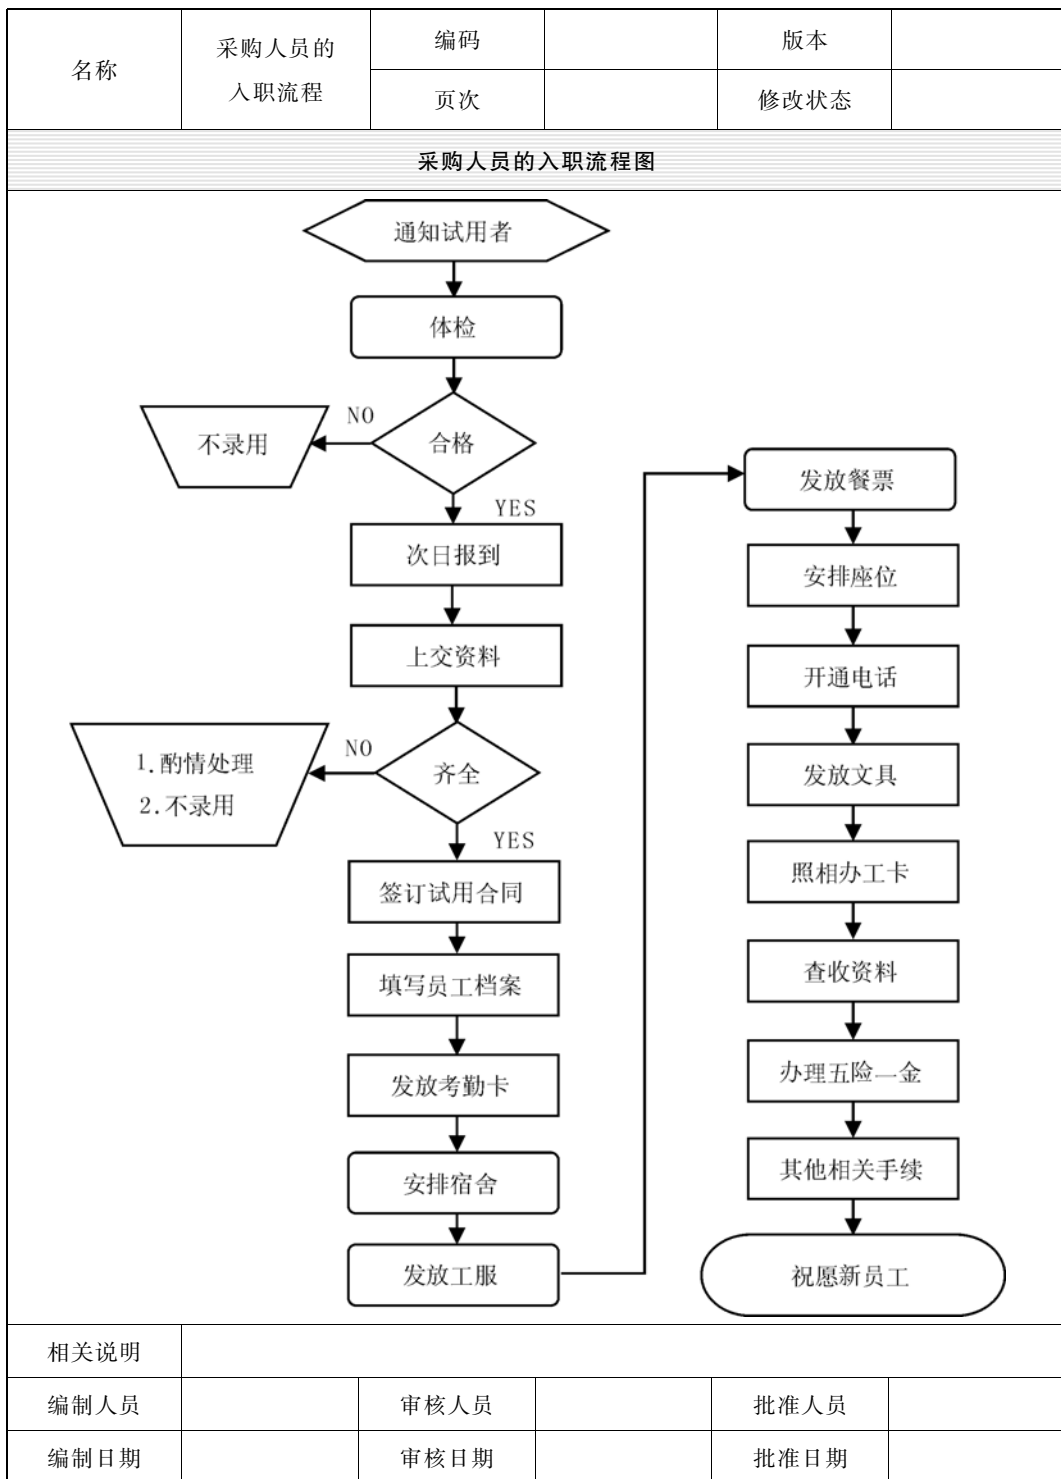 名称
采购人员的
入职流程
编码
版本
页次
修改状态
采购人员的入职流程图
通知试用者
体检
合格
NO
不录用
YES
次日报到
上交资料
齐全
NO
1.酌情处理
2.不录用
YES
签订试用合同
填写员工档案
发放考勤卡
安排宿舍
发放工服
发放餐票
安排座位
开通电话
发放文具
照相办工卡
查收资料
办理五险一金
其他相关手续
祝愿新员工
相关说明
编制人员
审核人员
批准人员
编制日期
审核日期
批准日期